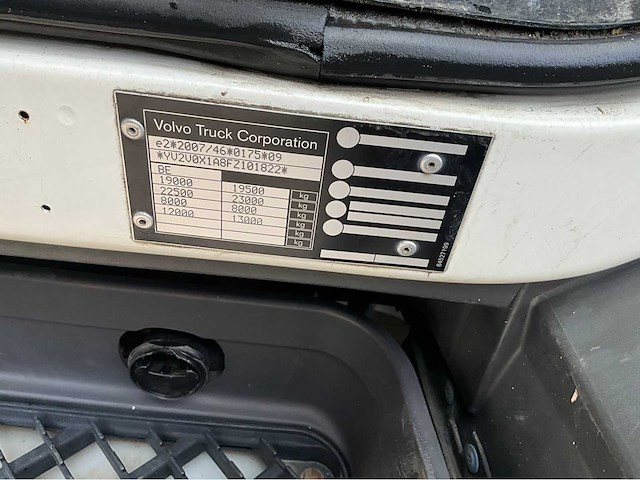 Volvo Truck Corporation
e2*2007/46*0175*09
*YV2V0X1A8FZ101822*
BE
19000 19500 kg
22500 23000 kg
8000 8000 kg
12000 13000 kg
kg
84527199